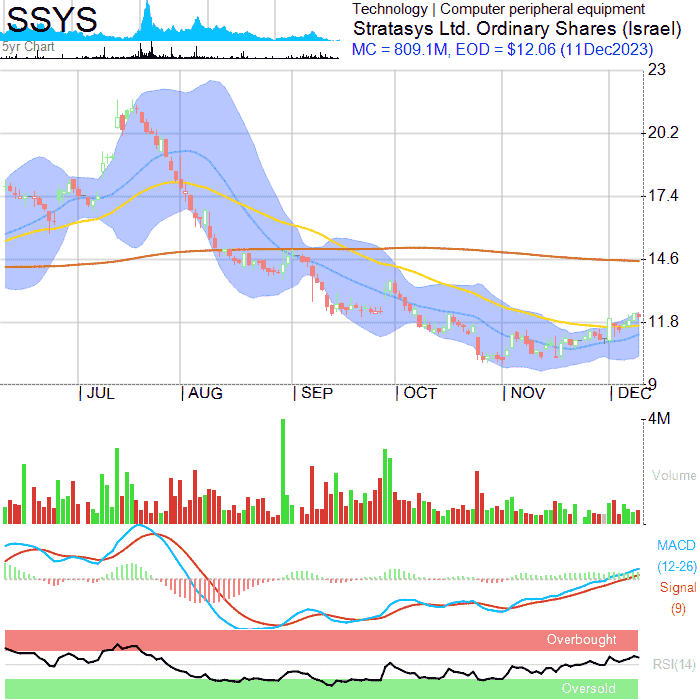 SSYS
5yr Chart
Technology | Computer peripheral equipment
Stratasys Ltd. Ordinary Shares (Israel)
MC = 809.1M, EOD = $12.06 (11Dec2023)
23
20.2
17.4
14.6
11.8
9
| JUL | AUG | SEP | OCT | NOV | DEC
4M
Volume
MACD
(12-26)
Signal
(9)
Overbought
RSI(14)
Oversold